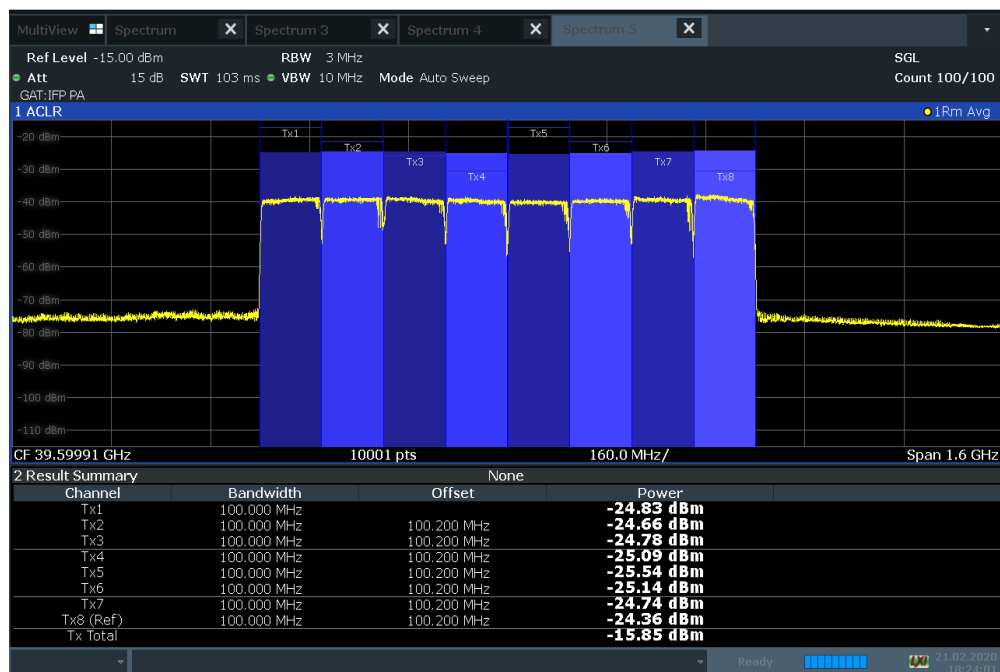 MultiView Spectrum X Spectrum 3 X Spectrum 4 X Spectrum 5 X
Ref Level -15.00 dBm RBW 3 MHz SGL
Att 15 dB SWT 103 ms VBW 10 MHz Mode Auto Sweep Count 100/100
GAT:IFP PA
1 ACLR 1Rm Avg
Tx1 Tx5
-20 dBm
Tx2 Tx6
Tx3 Tx7
-30 dBm
Tx4 Tx8
-40 dBm
-50 dBm
-60 dBm
-70 dBm
-80 dBm
-90 dBm
-100 dBm
-110 dBm
CF 39.59991 GHz 10001 pts 160.0 MHz/ Span 1.6 GHz
2 Result Summary None
Channel Bandwidth Offset Power
Tx1 100.000 MHz -24.83 dBm
Tx2 100.000 MHz 100.200 MHz -24.66 dBm
Tx3 100.000 MHz 100.200 MHz -24.78 dBm
Tx4 100.000 MHz 100.200 MHz -25.09 dBm
Tx5 100.000 MHz 100.200 MHz -25.54 dBm
Tx6 100.000 MHz 100.200 MHz -25.14 dBm
Tx7 100.000 MHz 100.200 MHz -24.74 dBm
Tx8 (Ref) 100.000 MHz 100.200 MHz -24.36 dBm
Tx Total -15.85 dBm
Ready LXI 21.02.2020
18:24:01